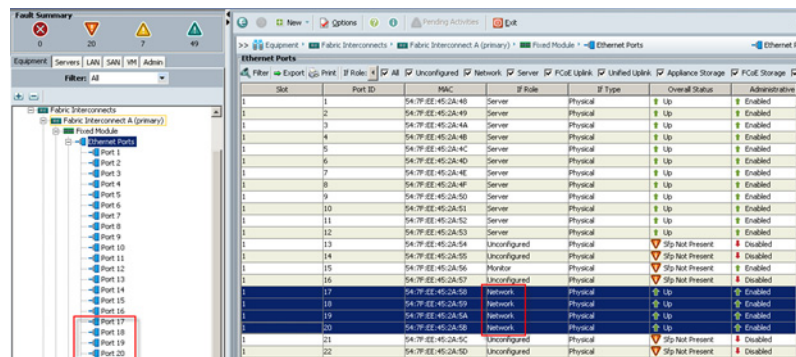 Fault Summary
0 20 7 49
New Options Pending Activities Exit
>> Equipment Fabric Interconnects Fabric Interconnect A (primary) Fixed Module Ethernet Ports
Ethernet
Equipment Servers LAN SAN VM Admin
Filter: All
Ethernet Ports
Filter Export Print If Role: All Unconfigured Network Server FCoE Uplink Unified Uplink Appliance Storage FCoE Storage
Fabric Interconnects
Fabric Interconnect A (primary)
Fixed Module
Ethernet Ports
Port 1
Port 2
Port 3
Port 4
Port 5
Port 6
Port 7
Port 8
Port 9
Port 10
Port 11
Port 12
Port 13
Port 14
Port 15
Port 16
Port 17
Port 18
Port 19
Port 20
Slot Port ID MAC If Role If Type Overall Status Administrative
1 1 54:7F:EE:45:2A:48 Server Physical Up Enabled
1 2 54:7F:EE:45:2A:49 Server Physical Up Enabled
1 3 54:7F:EE:45:2A:4A Server Physical Up Enabled
1 4 54:7F:EE:45:2A:4B Server Physical Up Enabled
1 5 54:7F:EE:45:2A:4C Server Physical Up Enabled
1 6 54:7F:EE:45:2A:4D Server Physical Up Enabled
1 7 54:7F:EE:45:2A:4E Server Physical Up Enabled
1 8 54:7F:EE:45:2A:4F Server Physical Up Enabled
1 9 54:7F:EE:45:2A:50 Server Physical Up Enabled
1 10 54:7F:EE:45:2A:51 Server Physical Up Enabled
1 11 54:7F:EE:45:2A:52 Server Physical Up Enabled
1 12 54:7F:EE:45:2A:53 Server Physical Up Enabled
1 13 54:7F:EE:45:2A:54 Unconfigured Physical Sfp Not Present Disabled
1 14 54:7F:EE:45:2A:55 Unconfigured Physical Sfp Not Present Disabled
1 15 54:7F:EE:45:2A:56 Monitor Physical Sfp Not Present Enabled
1 16 54:7F:EE:45:2A:57 Unconfigured Physical Sfp Not Present Disabled
1 17 54:7F:EE:45:2A:58 Network Physical Up Enabled
1 18 54:7F:EE:45:2A:59 Network Physical Up Enabled
1 19 54:7F:EE:45:2A:5A Network Physical Up Enabled
1 20 54:7F:EE:45:2A:5B Network Physical Up Enabled
1 21 54:7F:EE:45:2A:5C Unconfigured Physical Sfp Not Present Disabled
1 22 54:7F:EE:45:2A:5D Unconfigured Physical Sfp Not Present Disabled